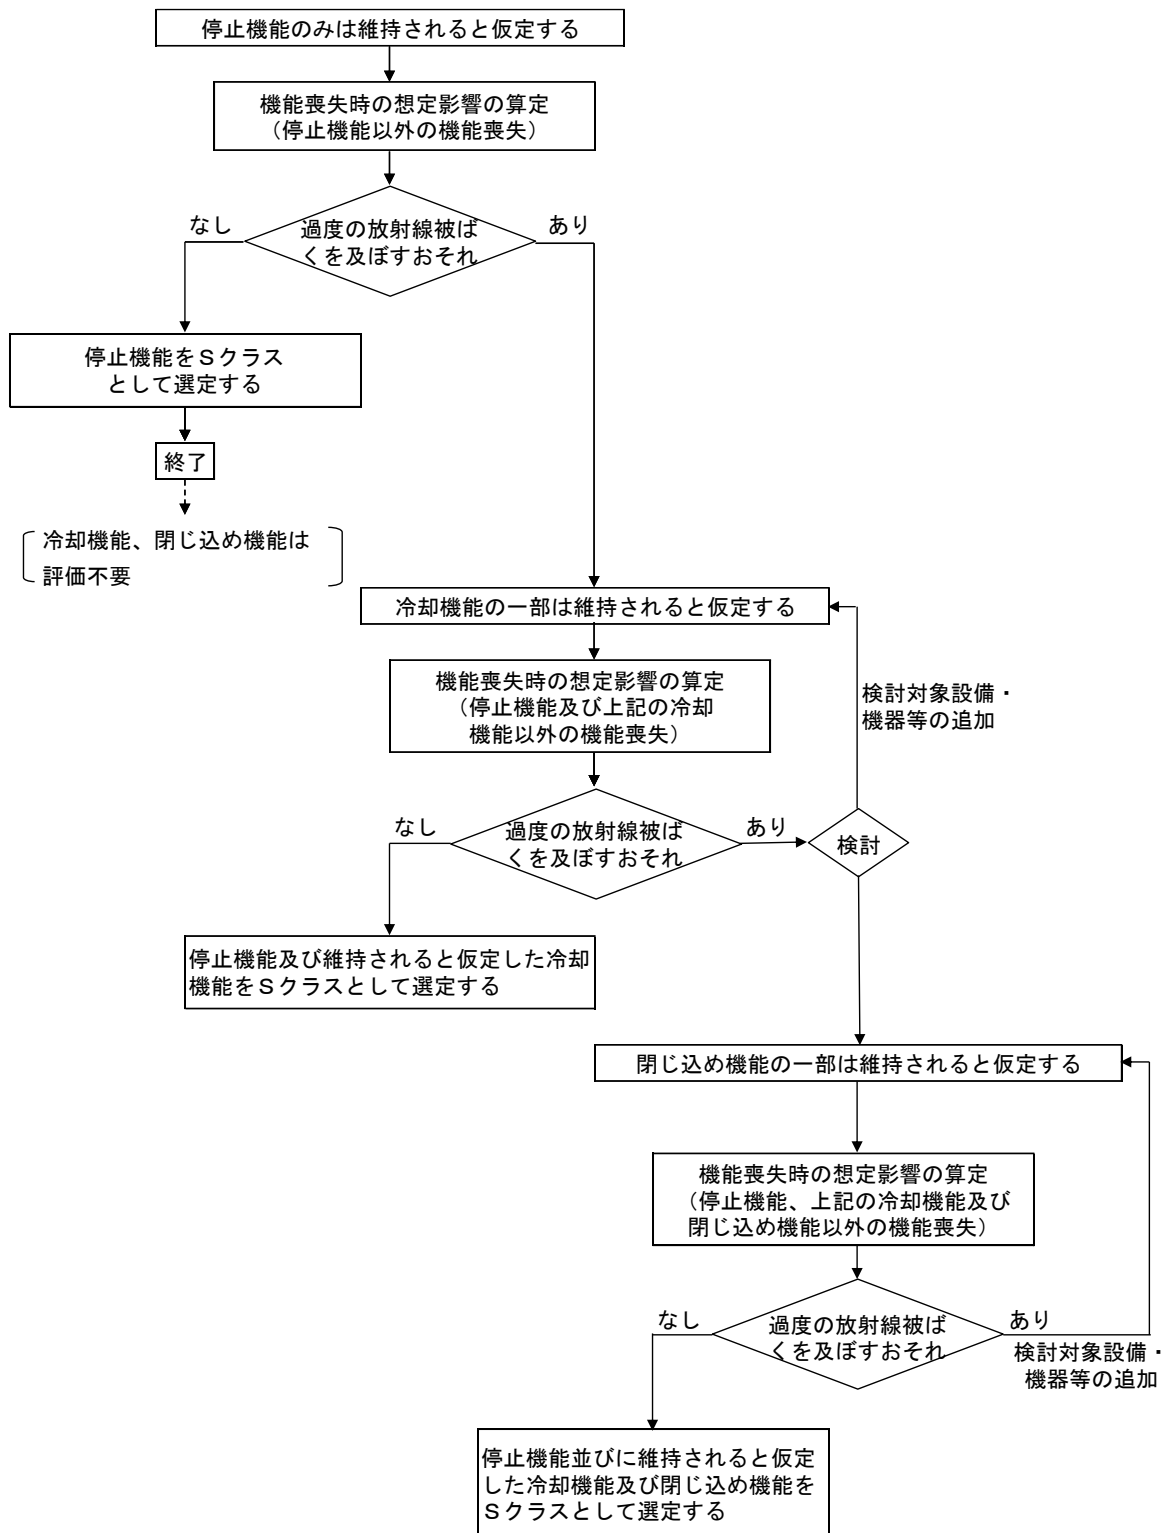 停止機能のみは維持されると仮定する
機能喪失時の想定影響の算定
(停止機能以外の機能喪失)
なし
過度の放射線被ば
くを及ぼすおそれ
あり
停止機能をSクラス
として選定する
終了
冷却機能、閉じ込め機能は
評価不要
冷却機能の一部は維持されると仮定する
機能喪失時の想定影響の算定
(停止機能及び上記の冷却
機能以外の機能喪失)
検討対象設備・
機器等の追加
なし
過度の放射線被ば
くを及ぼすおそれ
あり
検討
停止機能及び維持されると仮定した冷却
機能をSクラスとして選定する
閉じ込め機能の一部は維持されると仮定する
機能喪失時の想定影響の算定
(停止機能、上記の冷却機能及び
閉じ込め機能以外の機能喪失)
なし
過度の放射線被ば
くを及ぼすおそれ
あり
検討対象設備・
機器等の追加
停止機能並びに維持されると仮定
した冷却機能及び閉じ込め機能を
Sクラスとして選定する